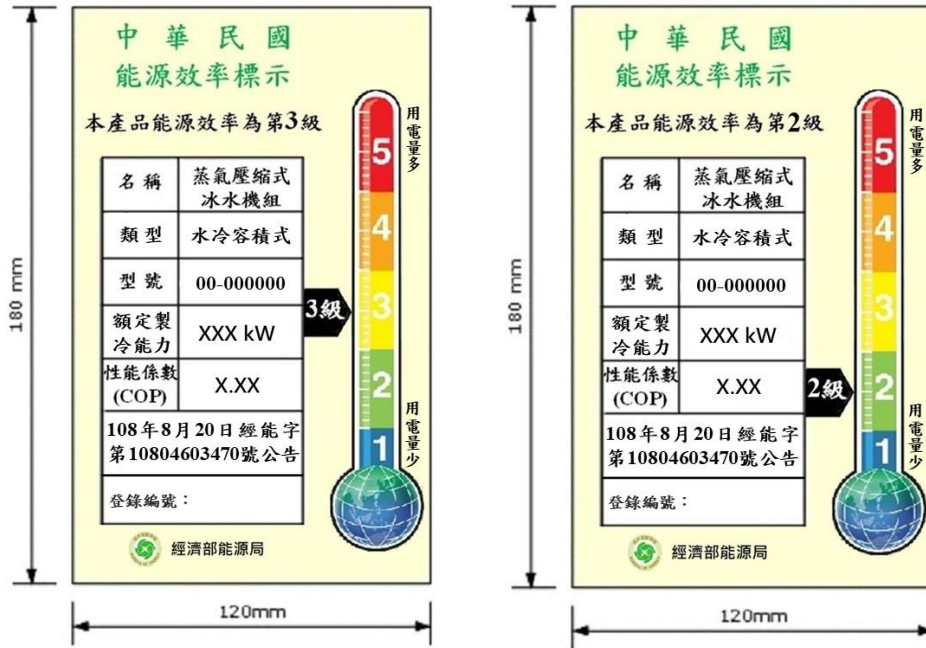 中華民國
能源效率標示
本產品能源效率為第3級
名稱
蒸氣壓縮式
冰水機組
類型
水冷容積式
型號
00-000000
額定製
冷能力
XXX kW
性能係數
(COP)
X.XX
108年8月20日經能字
第10804603470號公告
登錄編號：
經濟部能源局
3級
用電量多
5
4
3
2
1
用電量少
180 mm
120mm
中華民國
能源效率標示
本產品能源效率為第2級
名稱
蒸氣壓縮式
冰水機組
類型
水冷容積式
型號
00-000000
額定製
冷能力
XXX kW
性能係數
(COP)
X.XX
108年8月20日經能字
第10804603470號公告
登錄編號：
經濟部能源局
2級
用電量多
5
4
3
2
1
用電量少
180 mm
120mm